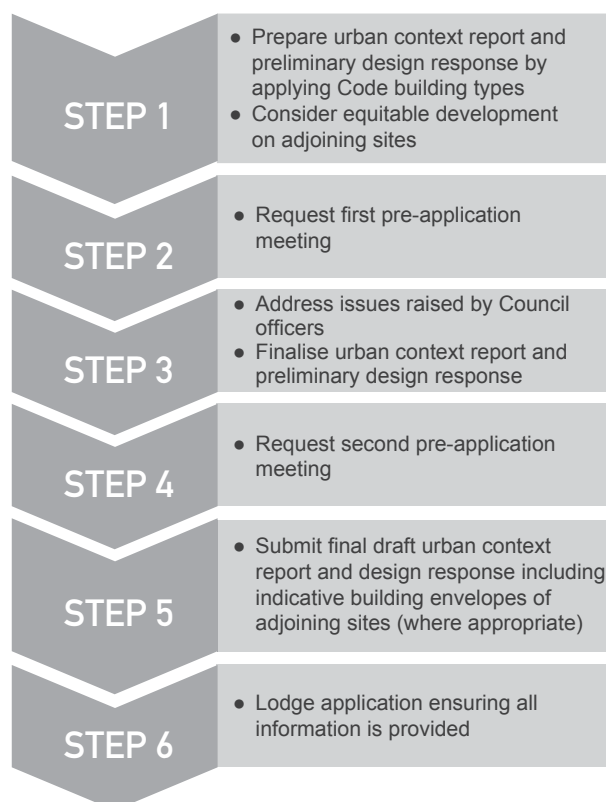 STEP 1
● Prepare urban context report and
preliminary design response by
applying Code building types
● Consider equitable development
on adjoining sites
STEP 2
● Request first pre-application
meeting
STEP 3
● Address issues raised by Council
officers
● Finalise urban context report and
preliminary design response
STEP 4
● Request second pre-application
meeting
STEP 5
● Submit final draft urban context
report and design response including
indicative building envelopes of
adjoining sites (where appropriate)
STEP 6
● Lodge application ensuring all
information is provided